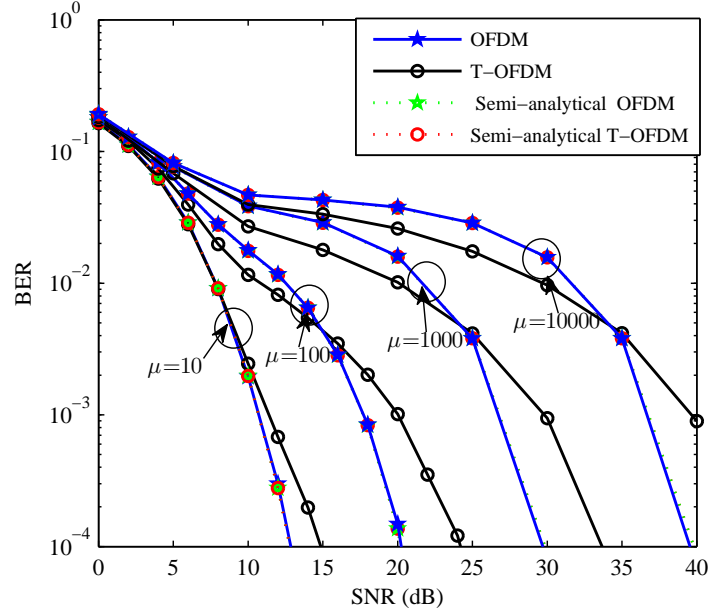 10^0
10^{-1}
10^{-2}
10^{-3}
10^{-4}
BER
OFDM
T−OFDM
Semi−analytical OFDM
Semi−analytical T−OFDM
μ=10
μ=100
μ=1000
μ=10000
0 5 10 15 20 25 30 35 40
SNR (dB)